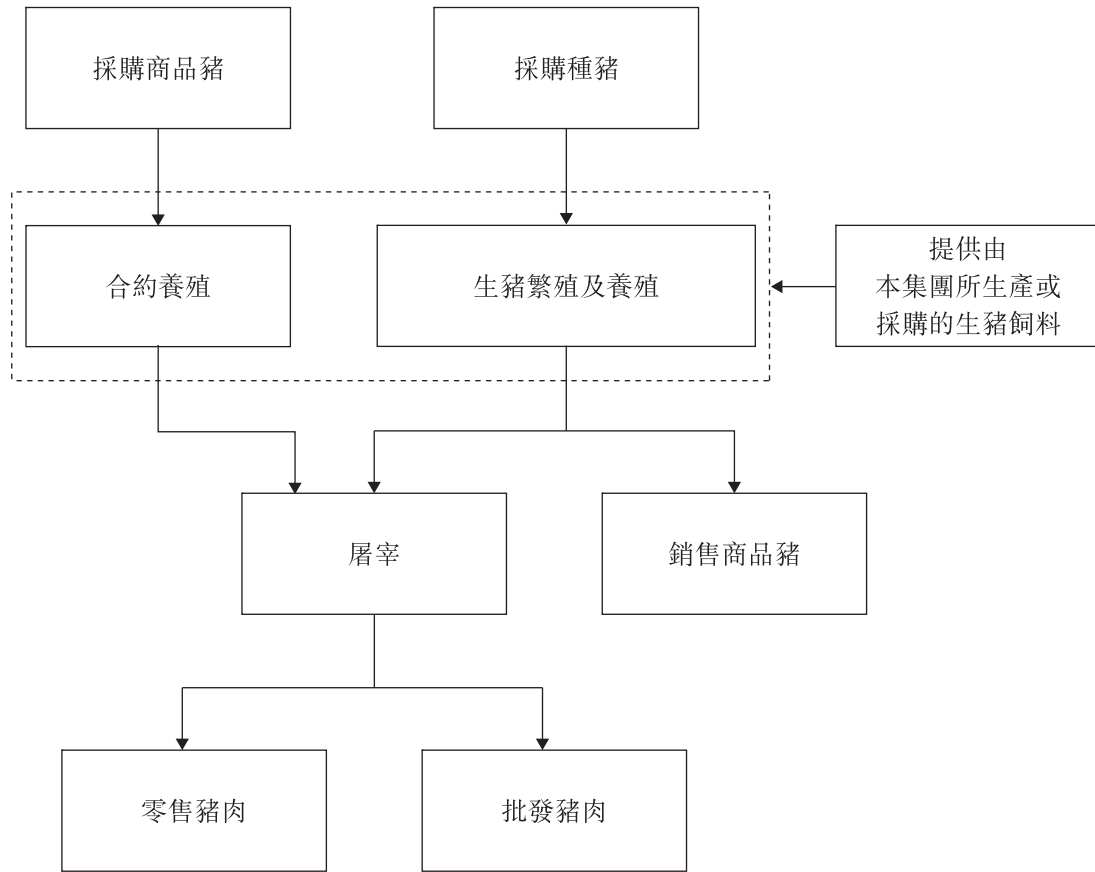 採購商品豬
採購種豬
合約養殖
生豬繁殖及養殖
提供由
本集團所生產或
採購的生豬飼料
屠宰
銷售商品豬
零售豬肉
批發豬肉